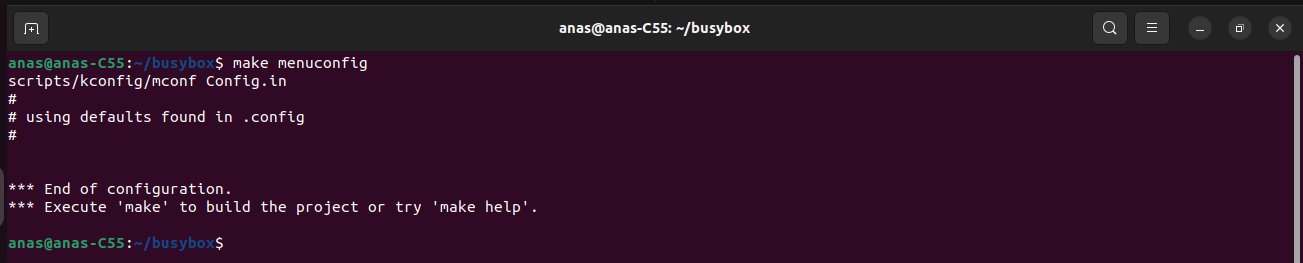 anas@anas-C55: ~/busybox
anas@anas-C55:~/busybox$ make menuconfig
scripts/kconfig/mconf Config.in
#
# using defaults found in .config
#
*** End of configuration.
*** Execute 'make' to build the project or try 'make help'.
anas@anas-C55:~/busybox$